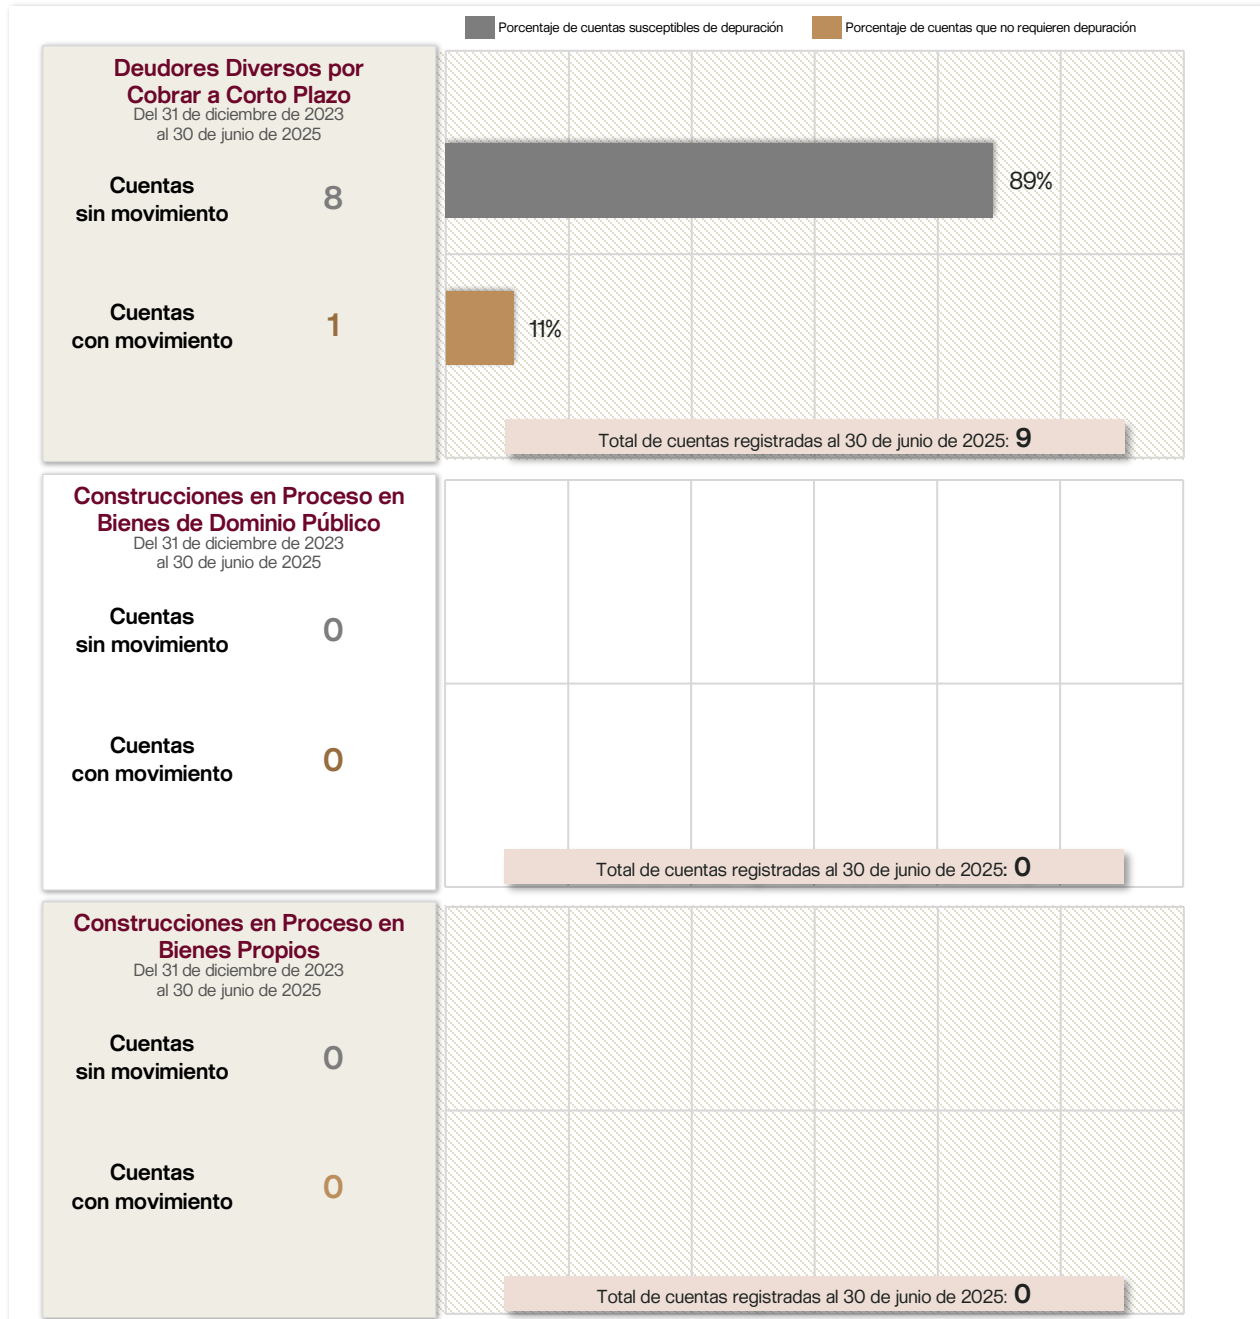 Porcentaje de cuentas susceptibles de depuración
Porcentaje de cuentas que no requieren depuración
Deudores Diversos por
Cobrar a Corto Plazo
Del 31 de diciembre de 2023
al 30 de junio de 2025
Cuentas
sin movimiento
8
89%
Cuentas
con movimiento
1
11%
Total de cuentas registradas al 30 de junio de 2025: 9
Construcciones en Proceso en
Bienes de Dominio Público
Del 31 de diciembre de 2023
al 30 de junio de 2025
Cuentas
sin movimiento
0
Cuentas
con movimiento
0
Total de cuentas registradas al 30 de junio de 2025: 0
Construcciones en Proceso en
Bienes Propios
Del 31 de diciembre de 2023
al 30 de junio de 2025
Cuentas
sin movimiento
0
Cuentas
con movimiento
0
Total de cuentas registradas al 30 de junio de 2025: 0